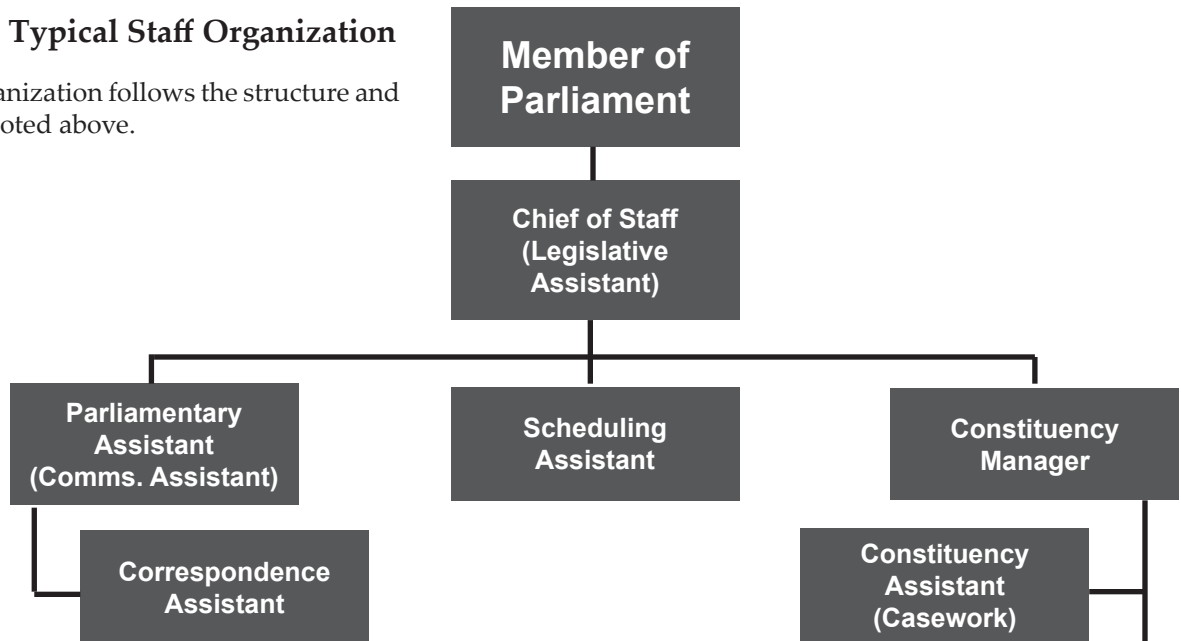 Typical Staff Organization
anization follows the structure and
oted above.
Member of
Parliament
Chief of Staff
(Legislative
Assistant)
Parliamentary
Assistant
(Comms. Assistant)
Scheduling
Assistant
Constituency
Manager
Correspondence
Assistant
Constituency
Assistant
(Casework)